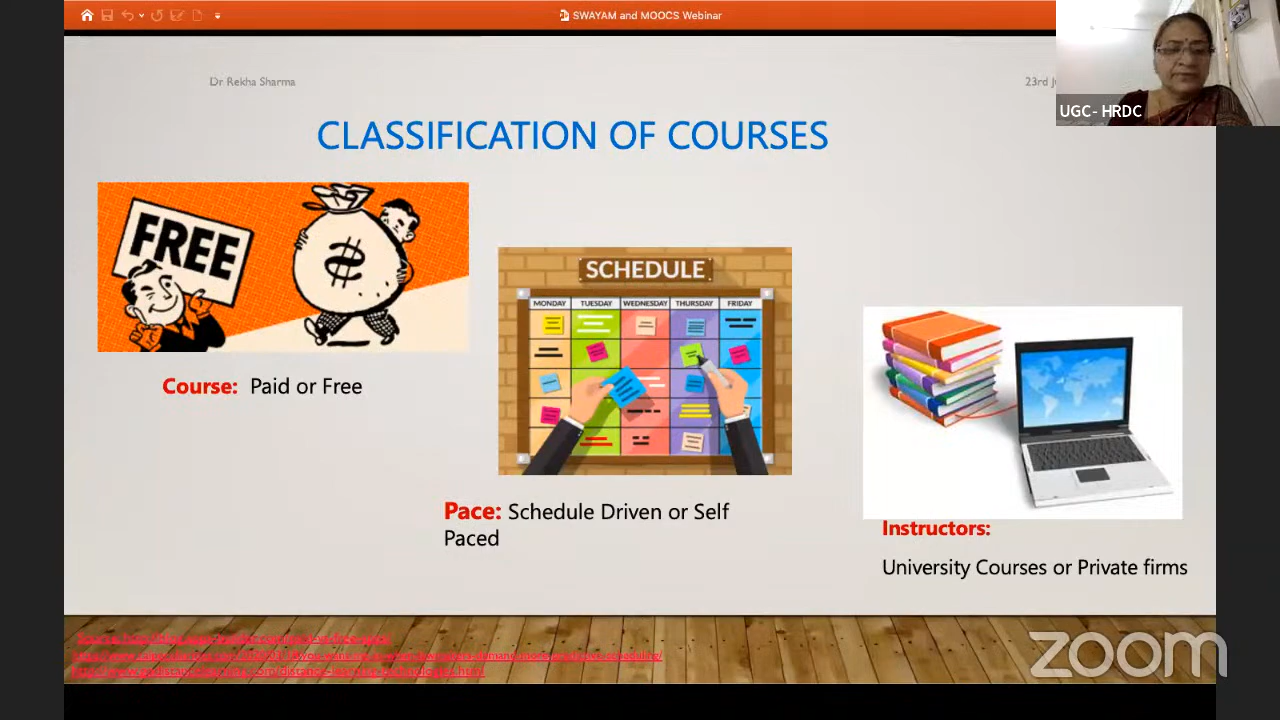 SWAYAM and MOOCS Webinar
Dr Rekha Sharma
23rd
UGC- HRDC
CLASSIFICATION OF COURSES
FREE
SCHEDULE
MONDAY TUESDAY WEDNESDAY THURSDAY FRIDAY
Course: Paid or Free
Pace: Schedule Driven or Self
Paced
Instructors:
University Courses or Private firms
zoom